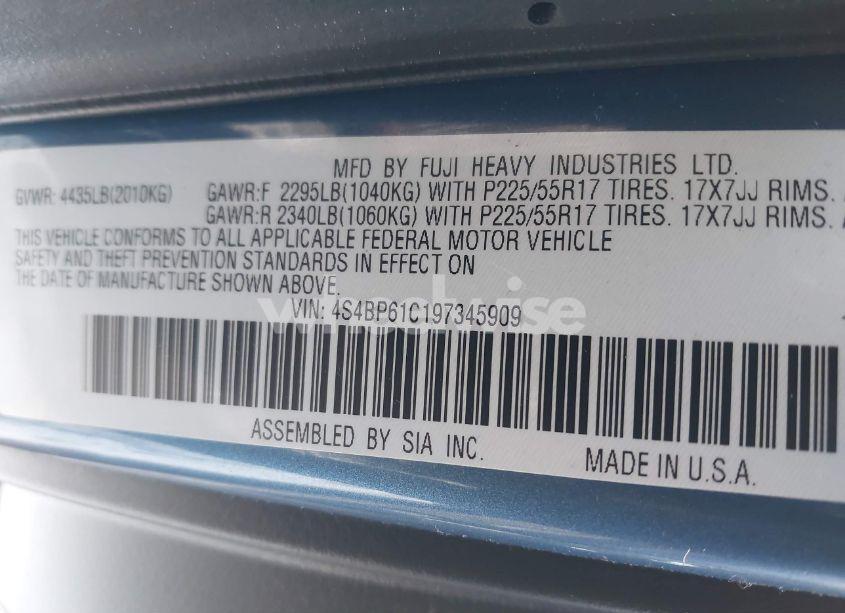 MFD BY FUJI HEAVY INDUSTRIES LTD.
GVWR: 4435LB(2010KG) GAWR:F 2295LB(1040KG) WITH P225/55R17 TIRES. 17X7JJ RIMS.
GAWR:R 2340LB(1060KG) WITH P225/55R17 TIRES. 17X7JJ RIMS.
THIS VEHICLE CONFORMS TO ALL APPLICABLE FEDERAL MOTOR VEHICLE
SAFETY AND THEFT PREVENTION STANDARDS IN EFFECT ON
THE DATE OF MANUFACTURE SHOWN ABOVE.
VIN: 4S4BP61C197345909
wheelwise
ASSEMBLED BY SIA INC.
MADE IN U.S.A.